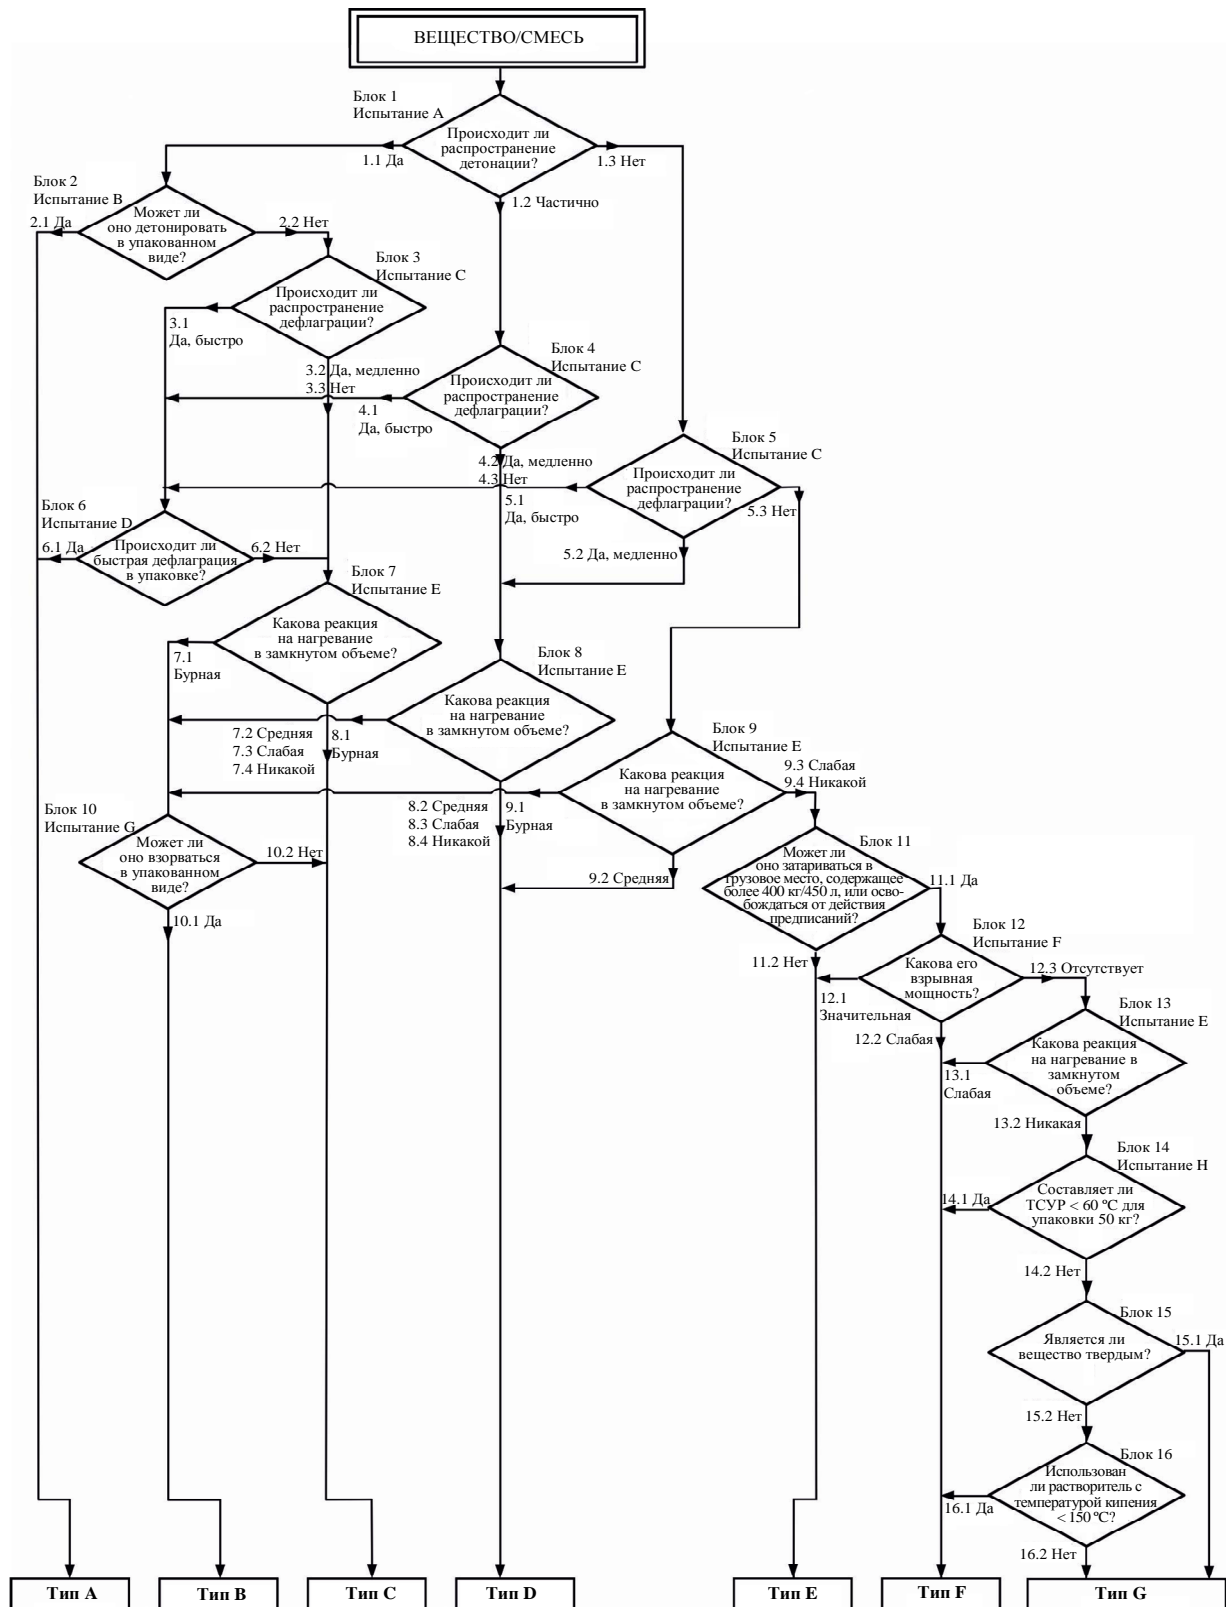 ВЕЩЕСТВО/СМЕСЬ
Блок 1
Испытание A
Происходит ли
распространение
детонации?
1.1 Да
1.3 Нет
1.2 Частично
Блок 2
Испытание B
Может ли
оно детонировать
в упакованном
виде?
2.1 Да
2.2 Нет
Блок 3
Испытание C
Происходит ли
распространение
дефлаграции?
3.1
Да, быстро
3.2 Да, медленно
3.3 Нет
Блок 4
Испытание C
Происходит ли
распространение
дефлаграции?
4.1
Да, быстро
4.2 Да, медленно
4.3 Нет
Блок 5
Испытание C
Происходит ли
распространение
дефлаграции?
5.1
Да, быстро
5.3 Нет
5.2 Да, медленно
Блок 6
Испытание D
Происходит ли
быстрая дефлаграция
в упаковке?
6.1 Да
6.2 Нет
Блок 7
Испытание E
Какова реакция
на нагревание
в замкнутом объеме?
7.1
Бурная
7.2 Средняя
7.3 Слабая
7.4 Никакой
Блок 8
Испытание E
Какова реакция
на нагревание
в замкнутом объеме?
8.1
Бурная
8.2 Средняя
8.3 Слабая
8.4 Никакой
Блок 9
Испытание E
Какова реакция
на нагревание
в замкнутом объеме?
9.1
Бурная
9.3 Слабая
9.4 Никакой
9.2 Средняя
Блок 10
Испытание G
Может ли
оно взорваться
в упакованном
виде?
10.2 Нет
10.1 Да
Блок 11
Может ли
оно затариваться в
грузовое место, содержащее
более 400 кг/450 л, или осво-
бождаться от действия
предписаний?
11.1 Да
11.2 Нет
Блок 12
Испытание F
Какова его
взрывная
мощность?
12.1
Значительная
12.3 Отсутствует
12.2 Слабая
Блок 13
Испытание E
Какова реакция
на нагревание в
замкнутом
объеме?
13.1
Слабая
13.2 Никакая
Блок 14
Испытание H
Составляет ли
ТСУР < 60 ºC для
упаковки 50 кг?
14.1 Да
14.2 Нет
Блок 15
Является ли
вещество твердым?
15.1 Да
15.2 Нет
Блок 16
Использован
ли растворитель с
температурой кипения
< 150 ºC?
16.1 Да
16.2 Нет
Тип A
Тип B
Тип C
Тип D
Тип E
Тип F
Тип G